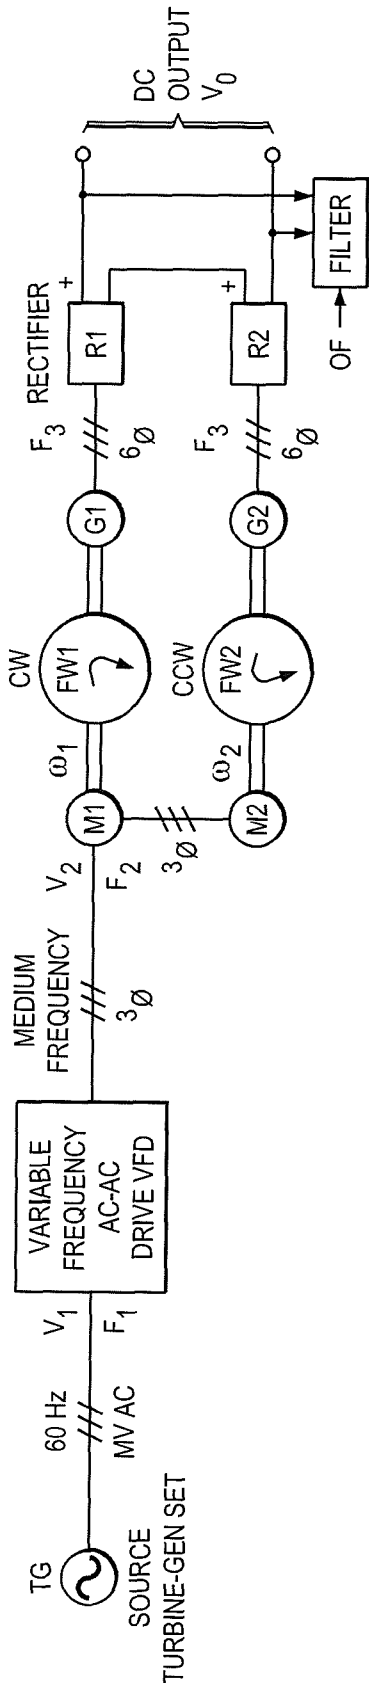 TG
SOURCE
TURBINE-GEN SET
60 Hz
MV AC
V1
F1
VARIABLE
FREQUENCY
AC-AC
DRIVE VFD
MEDIUM
FREQUENCY
3Ø
V2
F2
M1
3Ø
M2
ω1
ω2
CW
FW1
CCW
FW2
G1
G2
F3
6Ø
F3
6Ø
RECTIFIER
R1
+
R2
+
OF
FILTER
DC
OUTPUT
V0